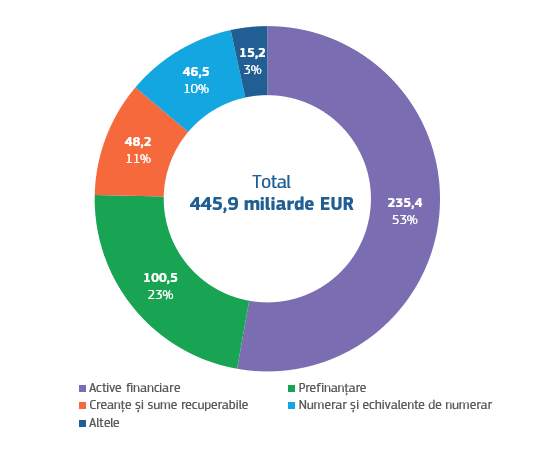 15,2
3%
46,5
10%
48,2
11%
Total
445,9 miliarde EUR
235,4
53%
100,5
23%
Active financiare
Prefinanțare
Creanțe și sume recuperabile
Numerar și echivalente de numerar
Altele